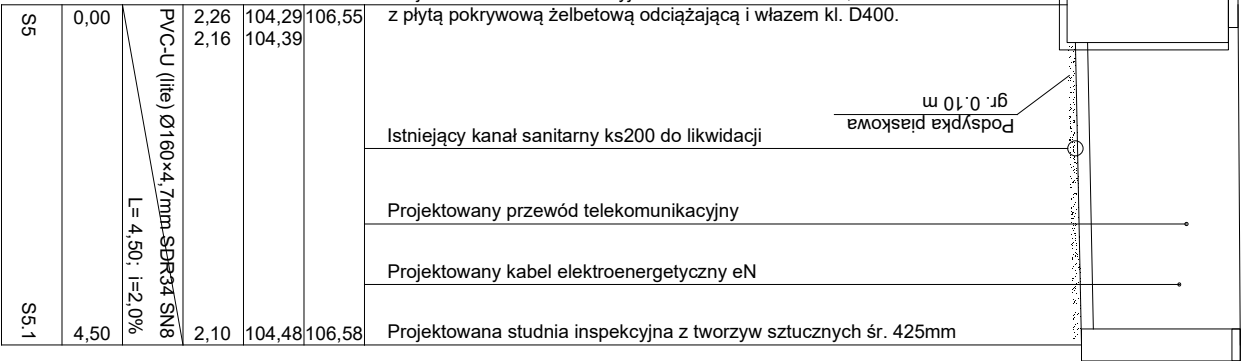 S5
0,00
2,26 104,29 106,55
2,16 104,39
z płytą pokrywową żelbetową odciążającą i włazem kl. D400.
PVC-U (lite) Ø160×4,7mm SDR34 SN8
L= 4,50; i=2,0%
Podsypka piaskowa
gr. 0.10 m
Istniejący kanał sanitarny ks200 do likwidacji
Projektowany przewód telekomunikacyjny
Projektowany kabel elektroenergetyczny eN
S5.1
4,50
2,10 104,48 106,58
Projektowana studnia inspekcyjna z tworzyw sztucznych śr. 425mm